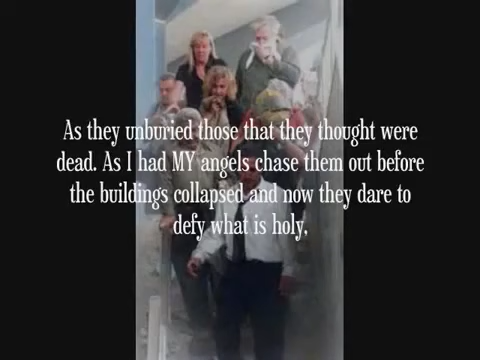 As they unburied those that they thought were
dead. As I had MY angels chase them out before
the buildings collapsed and now they dare to
defy what is holy,